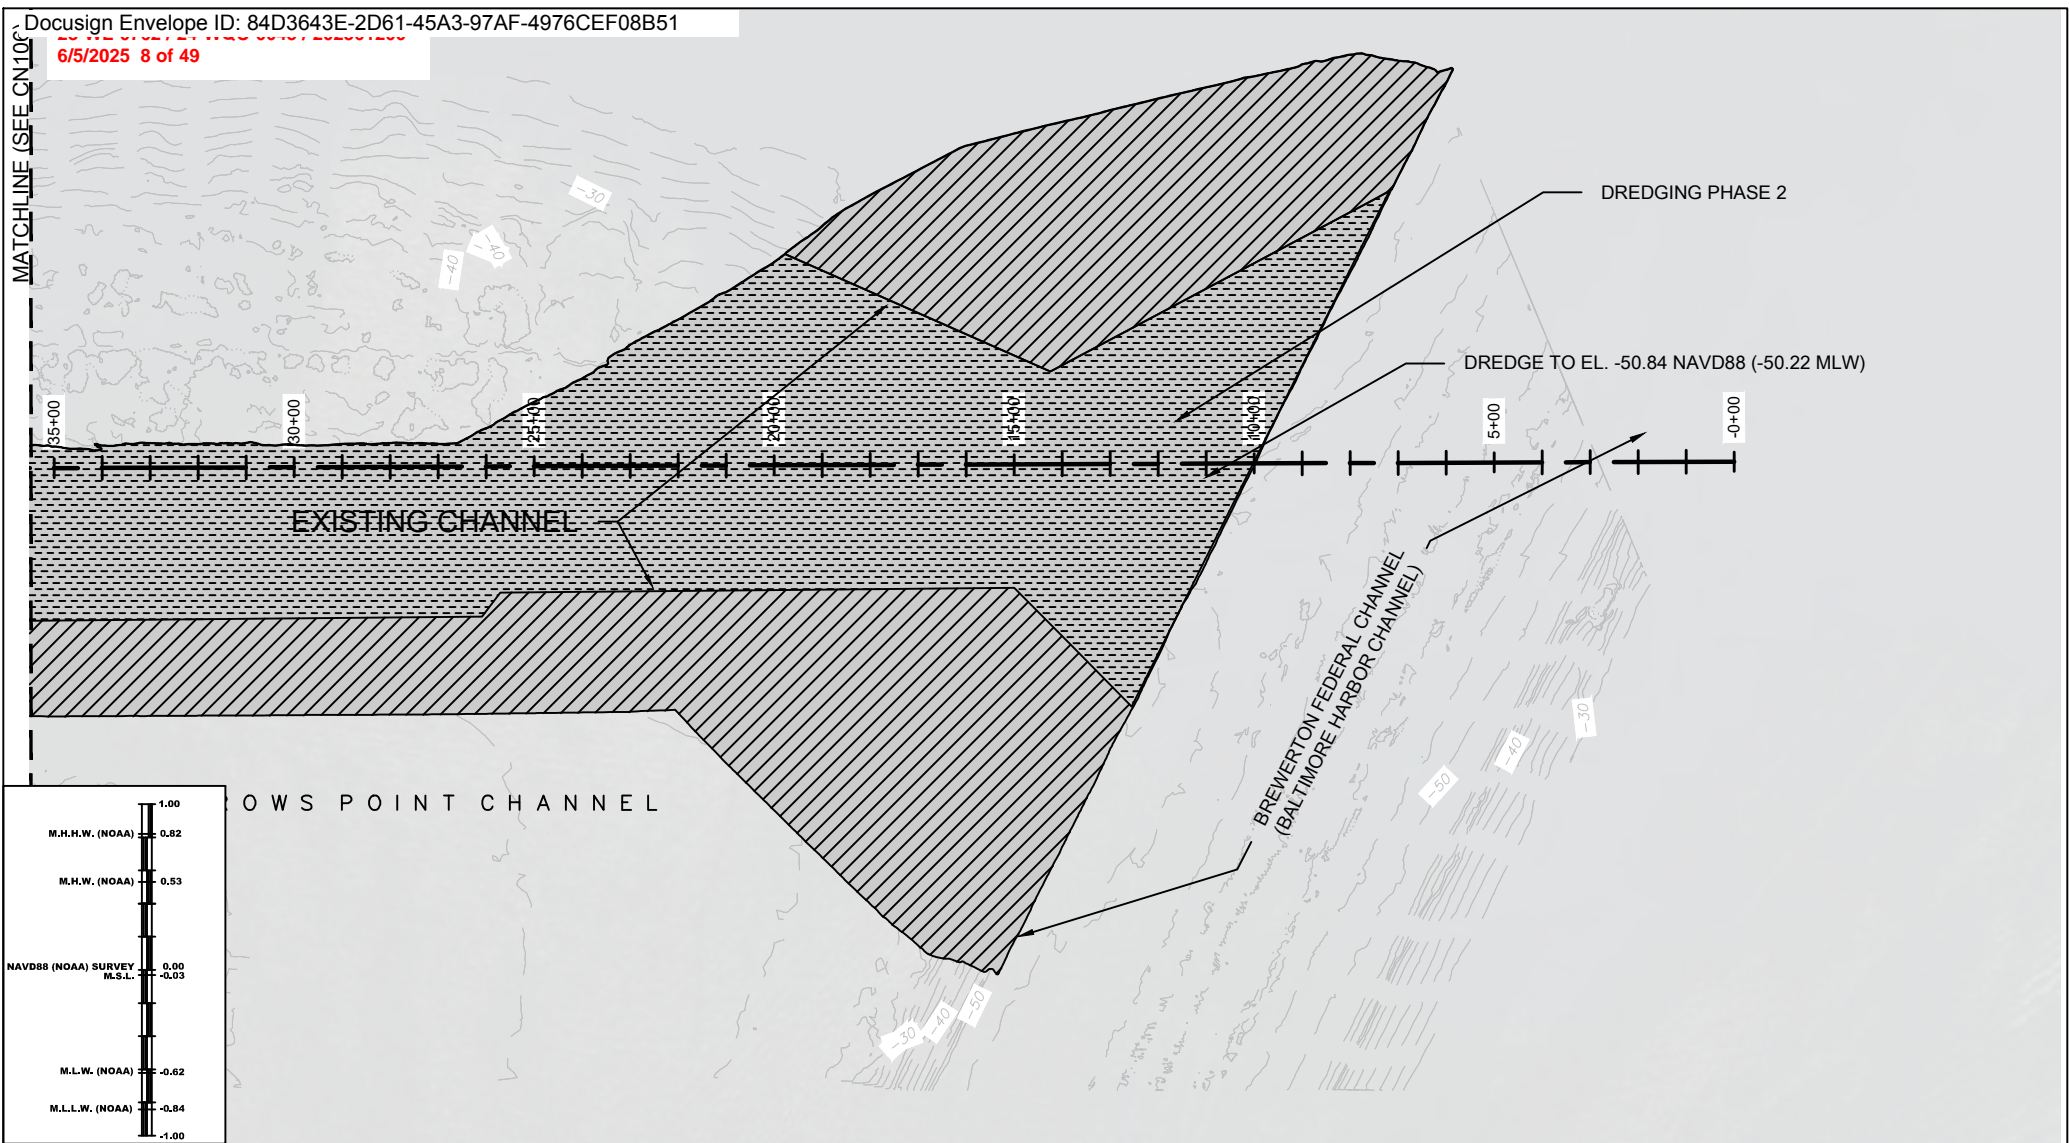 Docusign Envelope ID: 84D3643E-2D61-45A3-97AF-4976CEF08B51
6/5/2025 8 of 49
MATCHLINE (SEE
DREDGING PHASE 2
DREDGE TO EL. -50.84 NAVD88 (-50.22 MLW)
-30
-40
-40
35+00
30+00
25+00
20+00
15+00
10+00
5+00
-0+00
EXISTING CHANNEL
BREWERTON FEDERAL CHANNEL
(BALTIMORE HARBOR CHANNEL)
-30
-40
-50
OWS POINT CHANNEL
-50
-40
-30
1.00
M.H.H.W. (NOAA) 0.82
M.H.W. (NOAA) 0.53
NAVD88 (NOAA) SURVEY 0.00
M.S.L. -0.03
M.L.W. (NOAA) -0.62
M.L.L.W. (NOAA) -0.84
-1.00